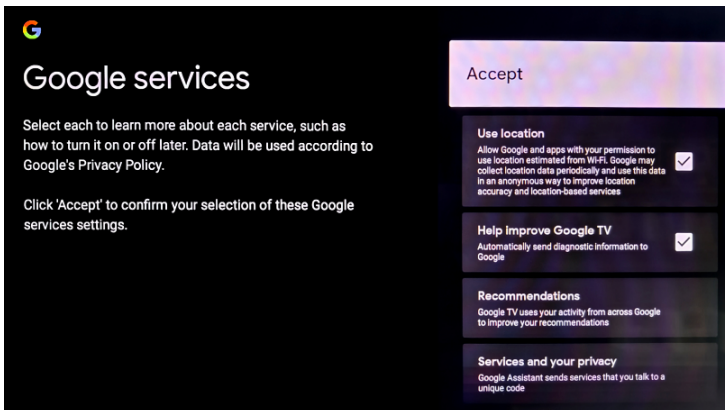 Google services
Select each to learn more about each service, such as
how to turn it on or off later. Data will be used according to
Google's Privacy Policy.
Click 'Accept' to confirm your selection of these Google
services settings.
Accept
Use location
Allow Google and apps with your permission to
use location estimated from Wi-Fi. Google may
collect location data periodically and use this data
in an anonymous way to improve location
accuracy and location-based services
Help improve Google TV
Automatically send diagnostic information to
Google
Recommendations
Google TV uses your activity from across Google
to improve your recommendations
Services and your privacy
Google Assistant sends services that you talk to a
unique code